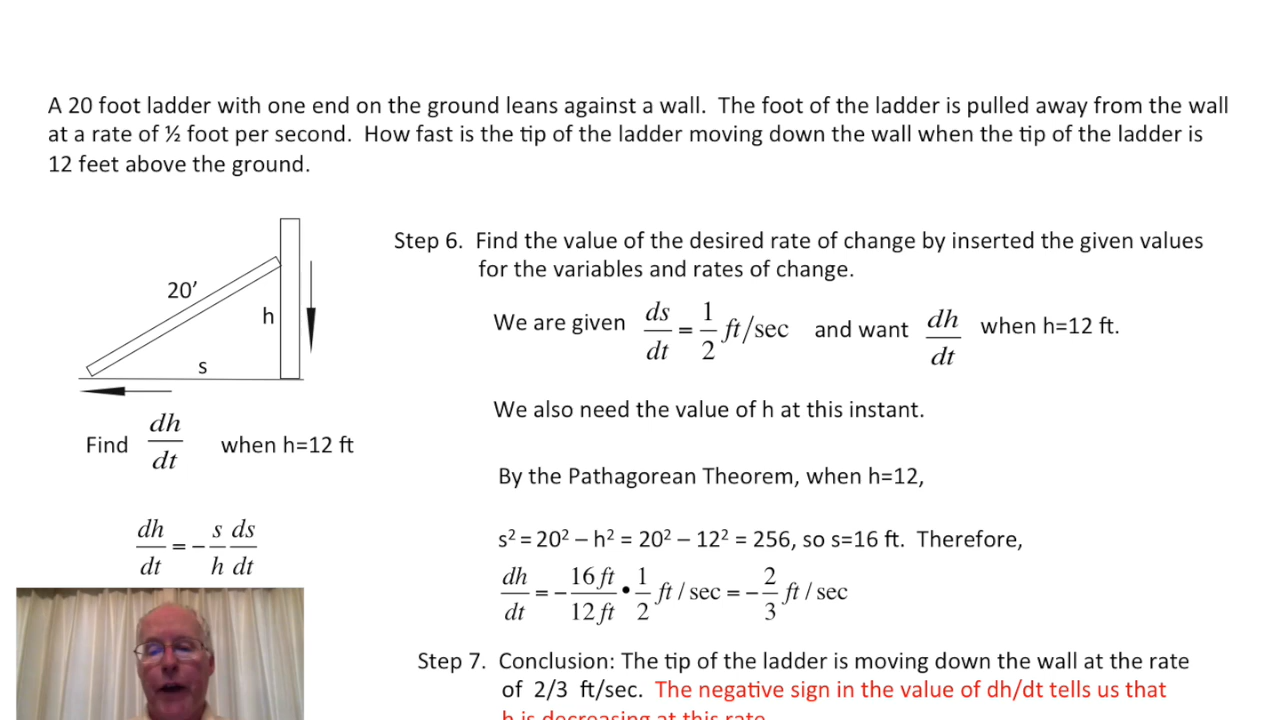 A 20 foot ladder with one end on the ground leans against a wall. The foot of the ladder is pulled away from the wall
at a rate of ½ foot per second. How fast is the tip of the ladder moving down the wall when the tip of the ladder is
12 feet above the ground.
20’
h
s
Find dh/dt when h=12 ft
dh/dt = − s/h ds/dt
Step 6. Find the value of the desired rate of change by inserted the given values
for the variables and rates of change.
We are given ds/dt = 1/2 ft/sec and want dh/dt when h=12 ft.
We also need the value of h at this instant.
By the Pathagorean Theorem, when h=12,
s² = 20² – h² = 20² – 12² = 256, so s=16 ft. Therefore,
dh/dt = − 16 ft/12 ft • 1/2 ft / sec = − 2/3 ft / sec
Step 7. Conclusion: The tip of the ladder is moving down the wall at the rate
of 2/3 ft/sec. The negative sign in the value of dh/dt tells us that
h is decreasing at this rate